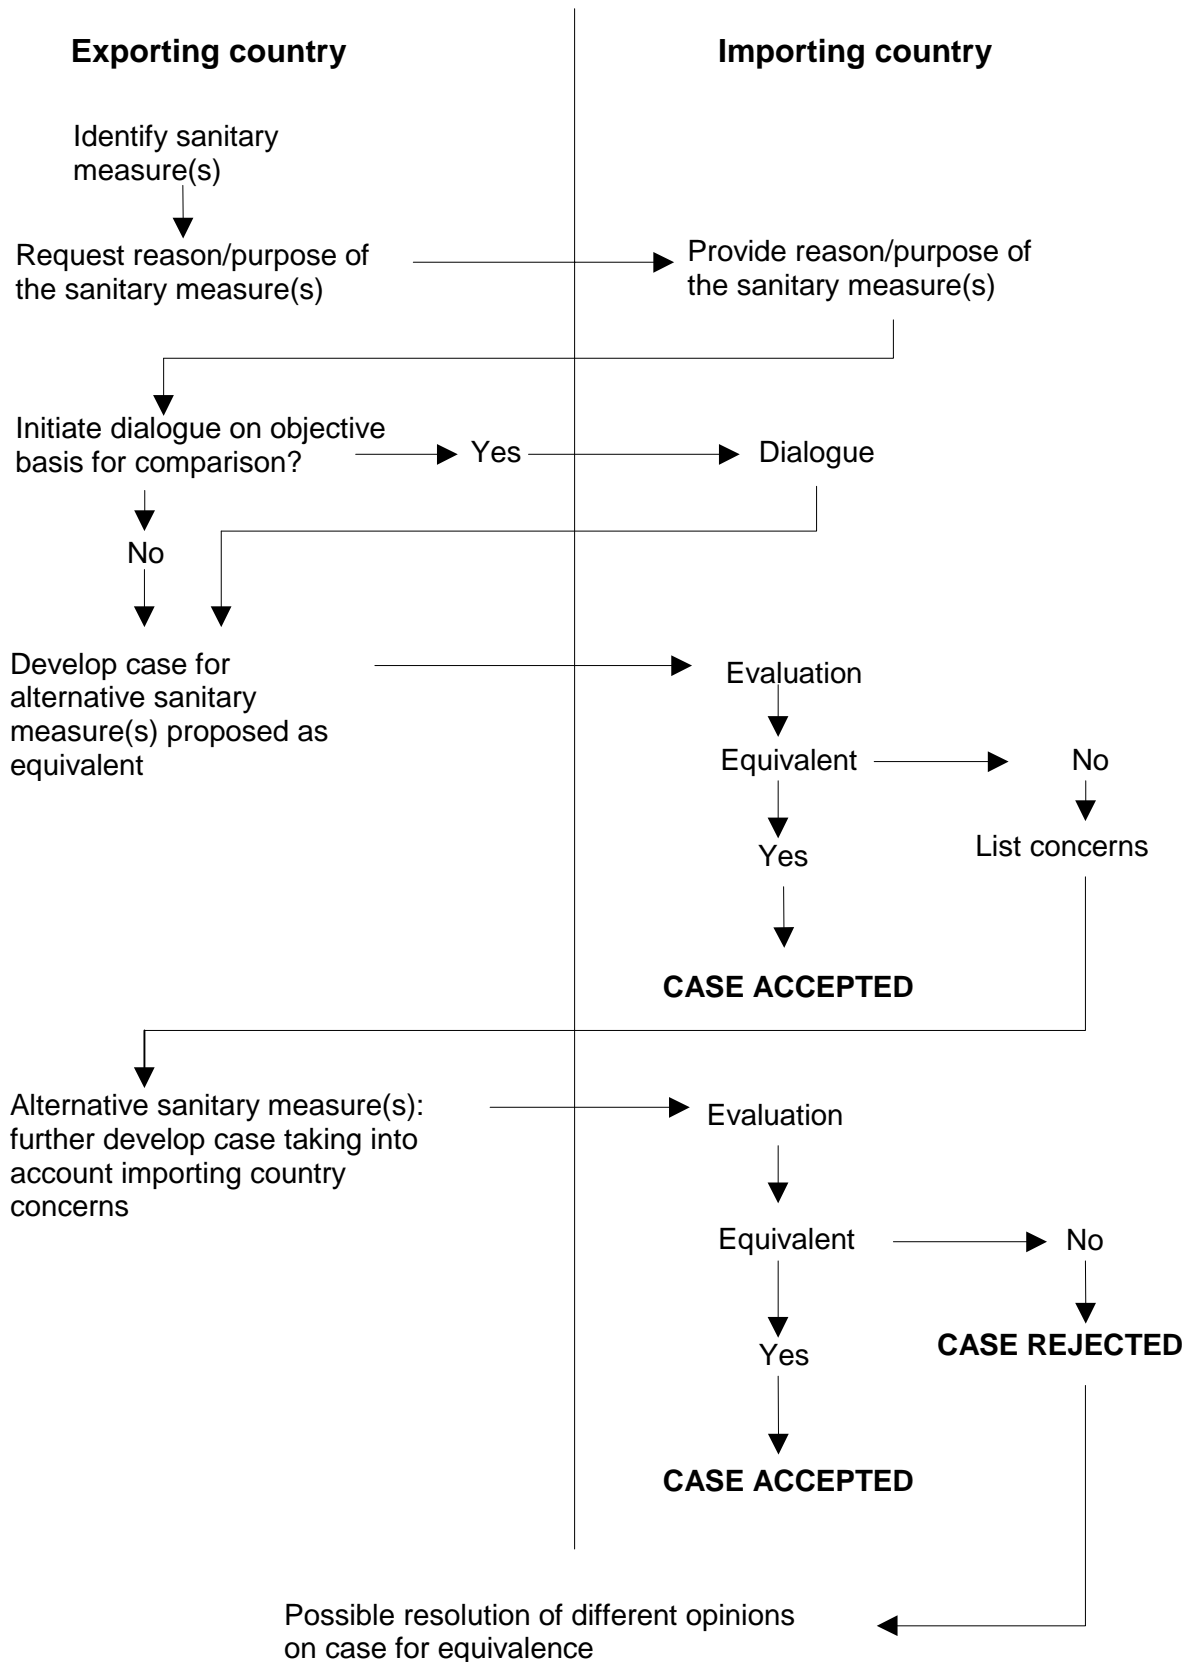 Exporting country
Importing country
Identify sanitary
measure(s)
Request reason/purpose of
the sanitary measure(s)
Provide reason/purpose of
the sanitary measure(s)
Initiate dialogue on objective
basis for comparison?
Yes
Dialogue
No
Develop case for
alternative sanitary
measure(s) proposed as
equivalent
Evaluation
Equivalent
No
Yes
List concerns
CASE ACCEPTED
Alternative sanitary measure(s):
further develop case taking into
account importing country
concerns
Evaluation
Equivalent
No
Yes
CASE REJECTED
CASE ACCEPTED
Possible resolution of different opinions
on case for equivalence